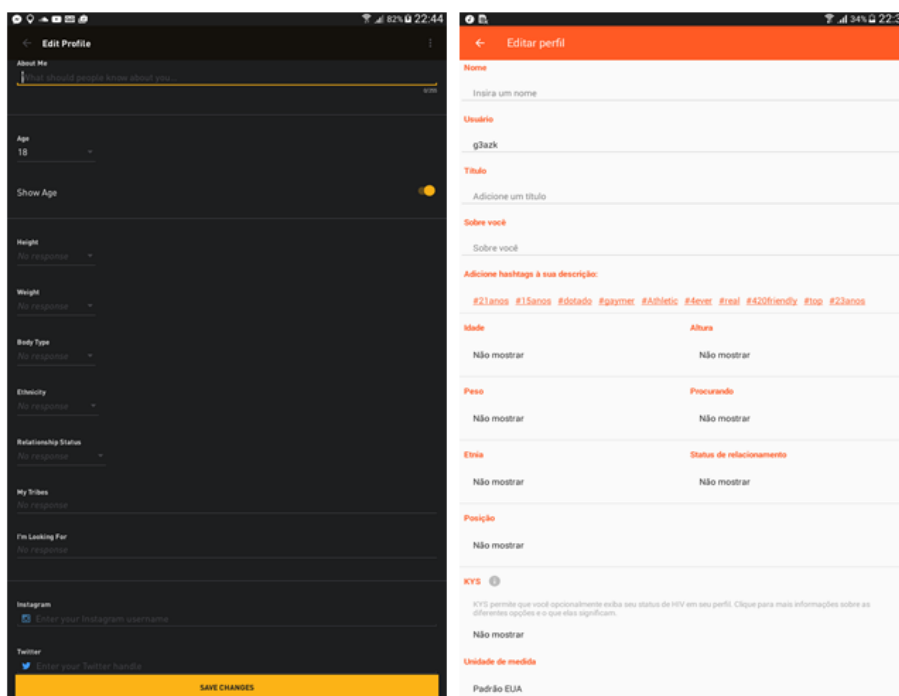 82% 22:44
Edit Profile
About Me
What should people know about you...
0/255
Age
18
Show Age
Height
No response
Weight
No response
Body Type
No response
Ethnicity
No response
Relationship Status
No response
My Tribes
No response
I'm Looking For
No response
Instagram
Enter your Instagram username
Twitter
Enter your Twitter handle
SAVE CHANGES
34% 22:3
Editar perfil
Nome
Insira um nome
Usuário
g3azk
Título
Adicione um título
Sobre você
Sobre você
Adicione hashtags à sua descrição:
#21anos #15anos #dotado #gaymer #Athletic #4ever #real #420friendly #top #23anos
Idade Altura
Não mostrar Não mostrar
Peso Procurando
Não mostrar Não mostrar
Etnia Status de relacionamento
Não mostrar Não mostrar
Posição
Não mostrar
KYS
KYS permite que você opcionalmente exiba seu status de HIV em seu perfil. Clique para mais informações sobre as
diferentes opções e o que elas significam.
Não mostrar
Unidade de medida
Padrão EUA